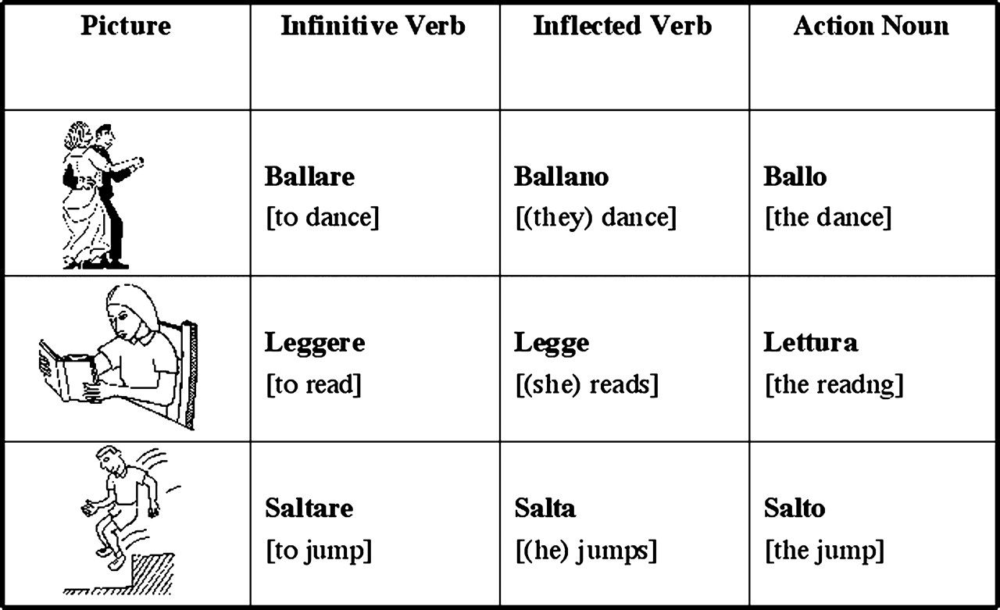 Picture Infinitive Verb Inflected Verb Action Noun
Ballare Ballano Ballo
[to dance] [(they) dance] [the dance]
Leggere Legge Lettura
[to read] [(she) reads] [the readng]
Saltare Salta Salto
[to jump] [(he) jumps] [the jump]